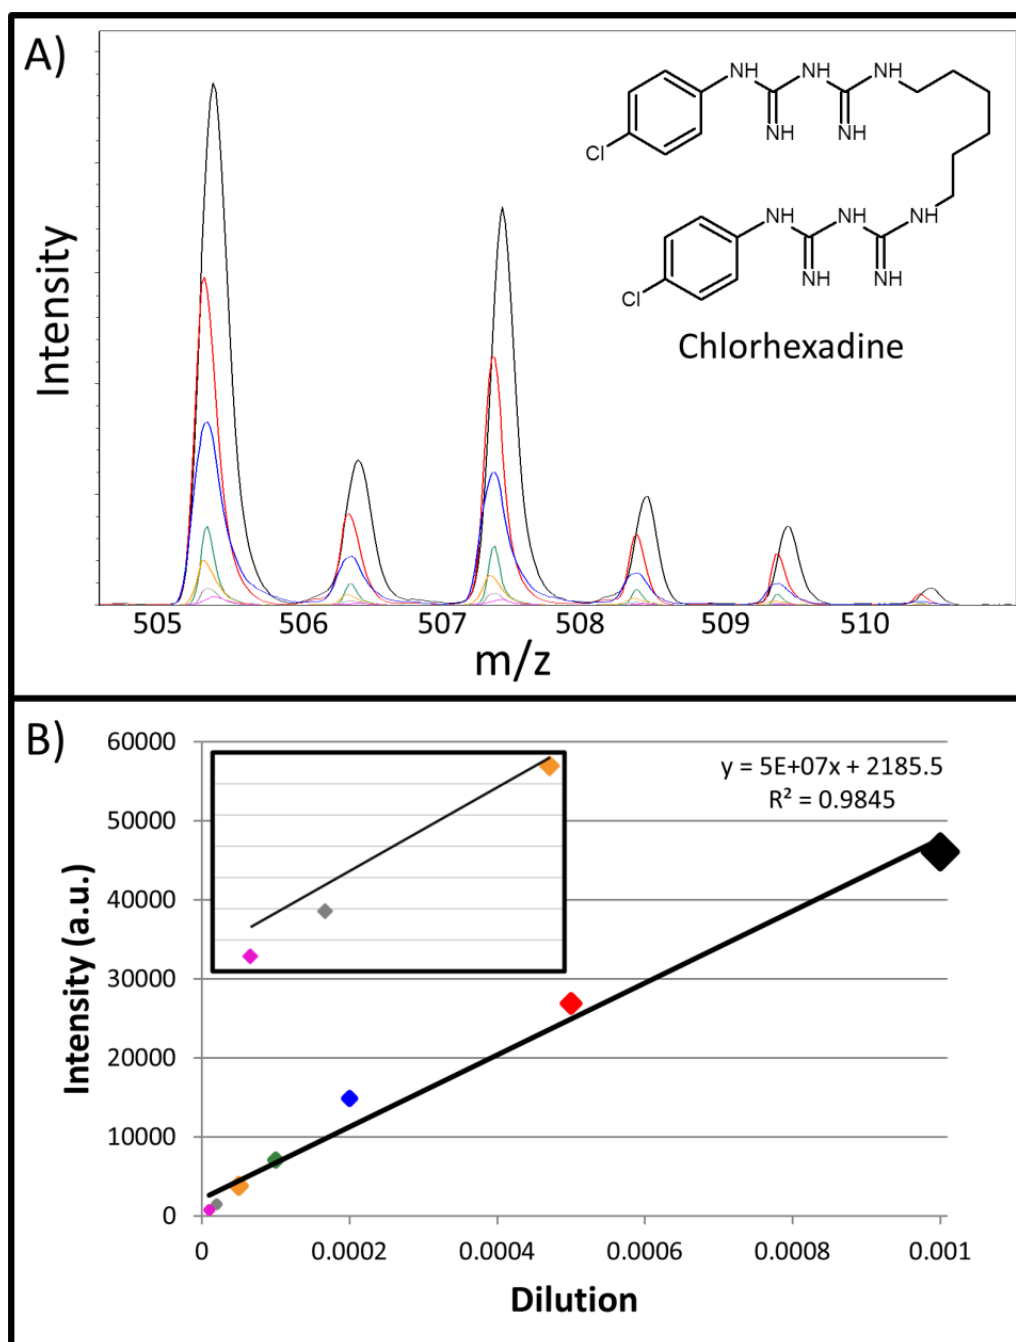 A)
Intensity
NH NH NH
NH NH
Cl
NH NH NH
NH NH
Cl
Chlorhexadine
505 506 507 508 509 510
m/z
B)
y = 5E+07x + 2185.5
R² = 0.9845
Intensity (a.u.)
60000
50000
40000
30000
20000
10000
0
0 0.0002 0.0004 0.0006 0.0008 0.001
Dilution